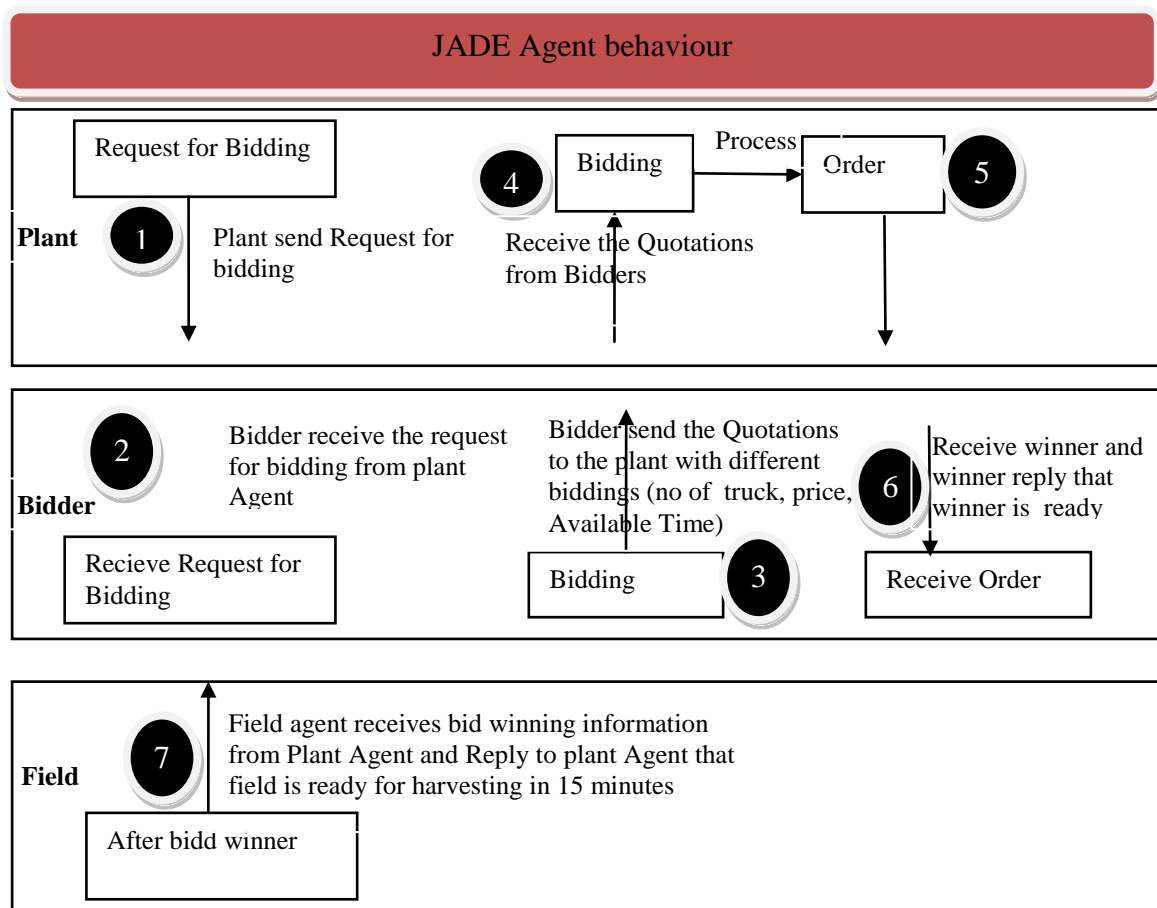 JADE Agent behaviour
Request for Bidding
Plant
1
Plant send Request for
bidding
4
Bidding
Receive the Quotations
from Bidders
Process
Order
5
Bidder
2
Bidder receive the request
for bidding from plant
Agent
Recieve Request for
Bidding
Bidder send the Quotations
to the plant with different
biddings (no of truck, price,
Available Time)
Bidding
3
6
Receive winner and
winner reply that
winner is ready
Receive Order
Field
7
Field agent receives bid winning information
from Plant Agent and Reply to plant Agent that
field is ready for harvesting in 15 minutes
After bidd winner